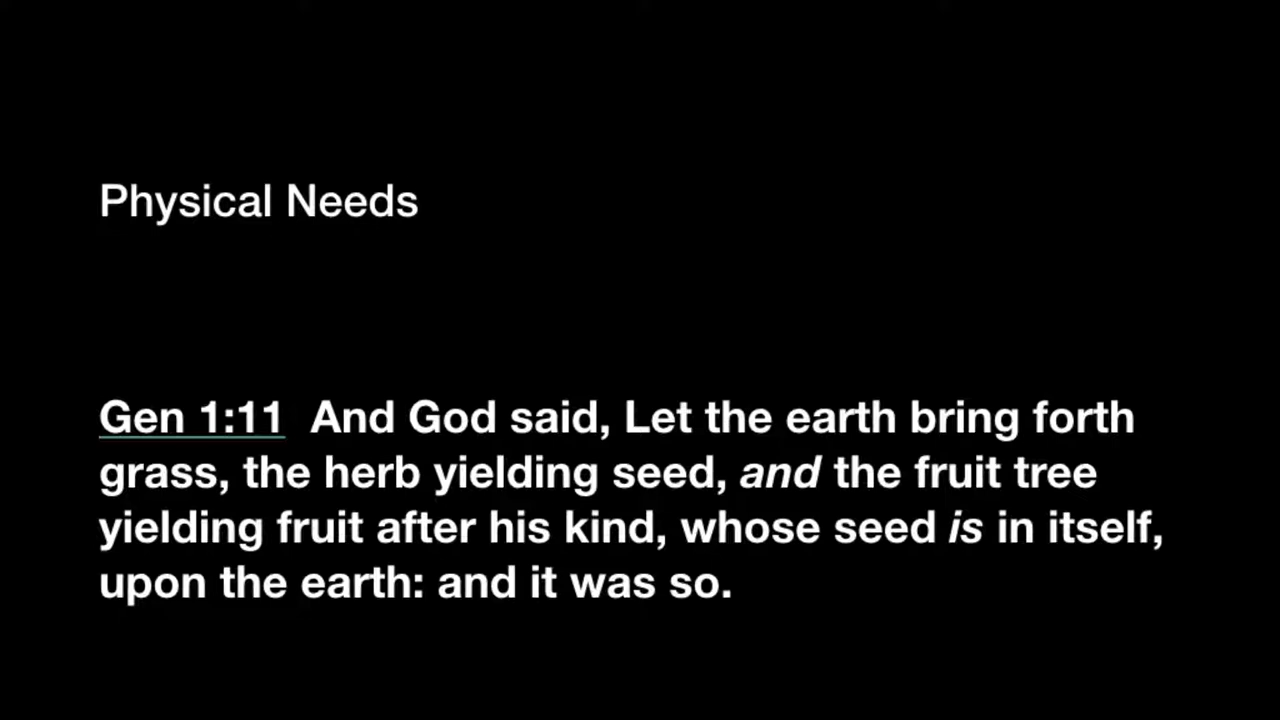 Physical Needs
Gen 1:11 And God said, Let the earth bring forth
grass, the herb yielding seed, and the fruit tree
yielding fruit after his kind, whose seed is in itself,
upon the earth: and it was so.